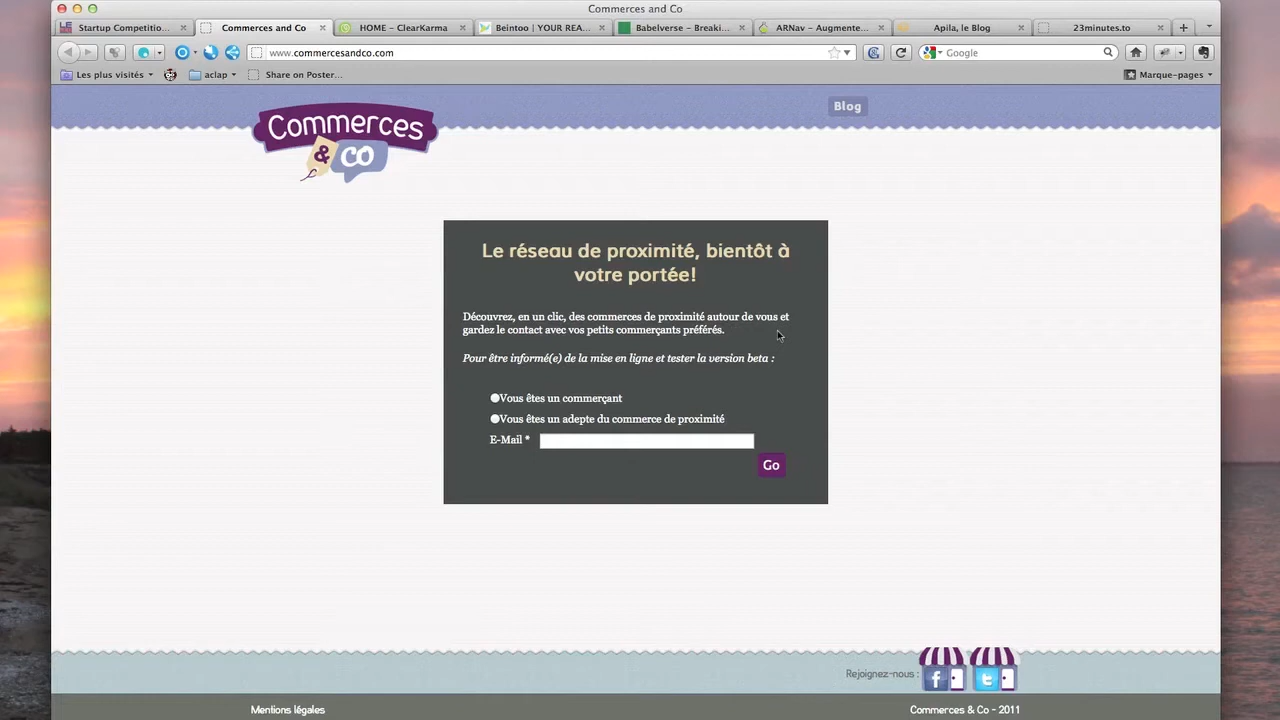 Commerces and Co
Startup Competitio...
Commerces and Co
HOME – ClearKarma
Beintoo | YOUR REA...
Babelverse – Breaki...
ARNav – Augmente...
Apila, le Blog
23minutes.to
www.commercesandco.com
Google
Les plus visités
aclap
Share on Poster...
Marque-pages
Blog
Commerces
& CO
Le réseau de proximité, bientôt à
votre portée!
Découvrez, en un clic, des commerces de proximité autour de vous et
gardez le contact avec vos petits commerçants préférés.
Pour être informé(e) de la mise en ligne et tester la version beta :
Vous êtes un commerçant
Vous êtes un adepte du commerce de proximité
E-Mail *
Go
Rejoignez-nous :
Mentions légales
Commerces & Co - 2011